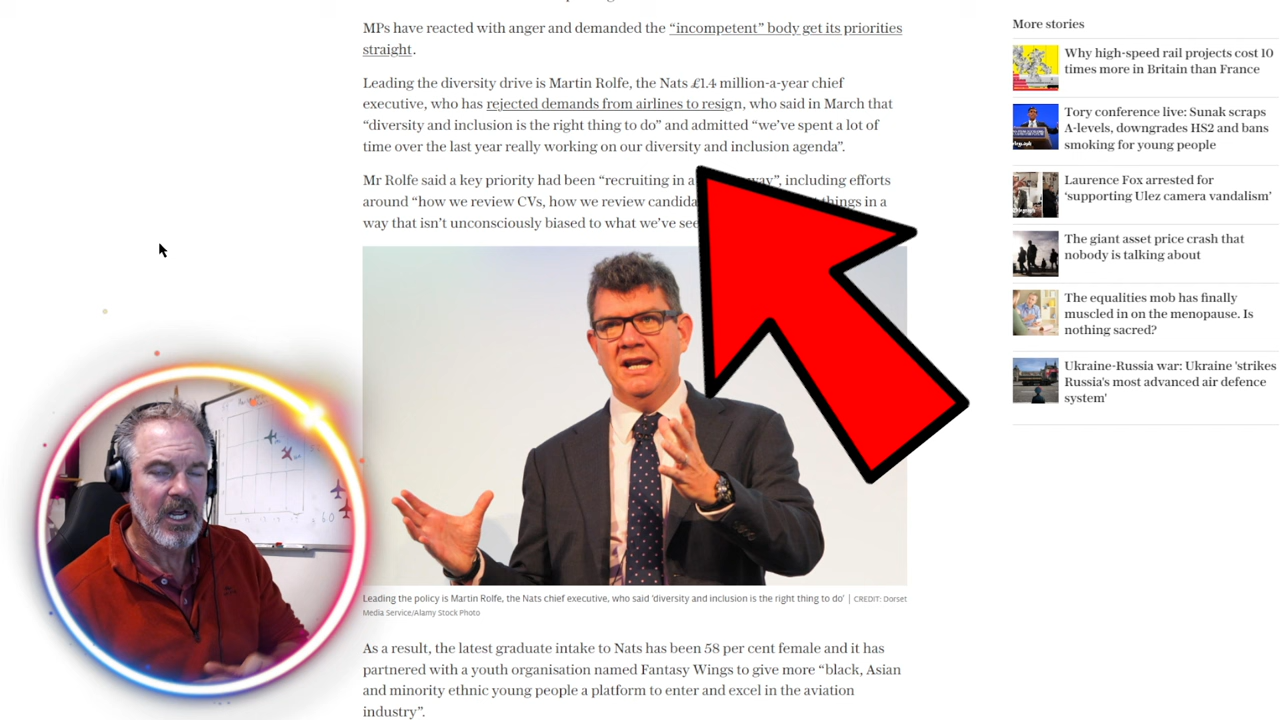 MPs have reacted with anger and demanded the “incompetent” body get its priorities
straight.
Leading the diversity drive is Martin Rolfe, the Nats £1.4 million-a-year chief
executive, who has rejected demands from airlines to resign, who said in March that
“diversity and inclusion is the right thing to do” and admitted “we’ve spent a lot of
time over the last year really working on our diversity and inclusion agenda”.
Mr Rolfe said a key priority had been “recruiting in a way”, including efforts
around “how we review CVs, how we review things in a
way that isn’t unconsciously biased to what we’ve
Leading the policy is Martin Rolfe, the Nats chief executive, who said ‘diversity and inclusion is the right thing to do’ | CREDIT: Dorset
Media Service/Alamy Stock Photo
As a result, the latest graduate intake to Nats has been 58 per cent female and it has
partnered with a youth organisation named Fantasy Wings to give more “black, Asian
and minority ethnic young people a platform to enter and excel in the aviation
industry”.
More stories
Why high-speed rail projects cost 10
times more in Britain than France
Tory conference live: Sunak scraps
A-levels, downgrades HS2 and bans
smoking for young people
Laurence Fox arrested for
‘supporting Ulez camera vandalism’
The giant asset price crash that
nobody is talking about
The equalities mob has finally
muscled in on the menopause. Is
nothing sacred?
Ukraine-Russia war: Ukraine 'strikes
Russia's most advanced air defence
system'